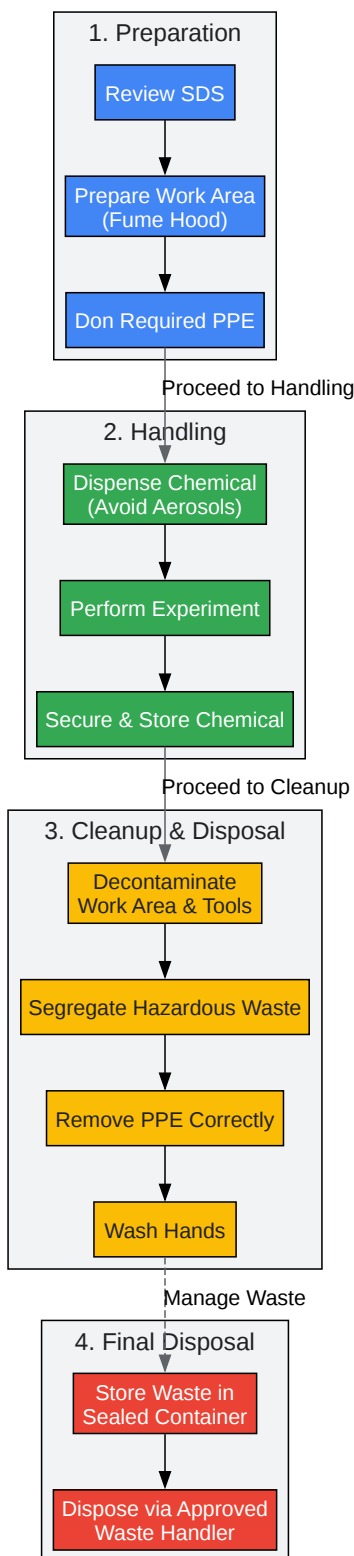 1. Preparation
Review SDS
Prepare Work Area
(Fume Hood)
Don Required PPE
Proceed to Handling
2. Handling
Dispense Chemical
(Avoid Aerosols)
Perform Experiment
Secure & Store Chemical
Proceed to Cleanup
3. Cleanup & Disposal
Decontaminate
Work Area & Tools
Segregate Hazardous Waste
Remove PPE Correctly
Wash Hands
Manage Waste
4. Final Disposal
Store Waste in
Sealed Container
Dispose via Approved
Waste Handler